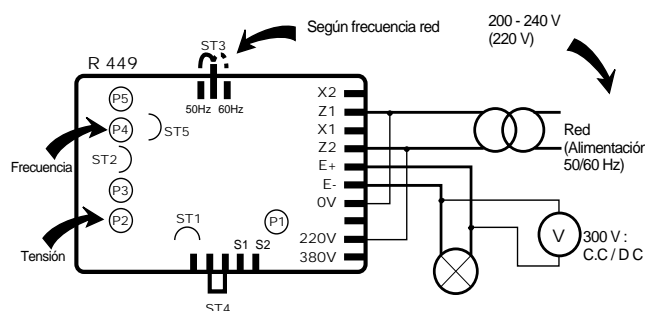 200 - 240 V
(220 V)
Según frecuencia red
ST3
R 449
50Hz 60Hz
P5
P4
ST5
Frecuencia
ST2
P3
P2
Tensión
ST1
P1
S1 S2
ST4
X2
Z1
X1
Z2
E+
E-
0V
220V
380V
Red
(Alimentación
50/60 Hz)
V
300 V :
C.C / D C